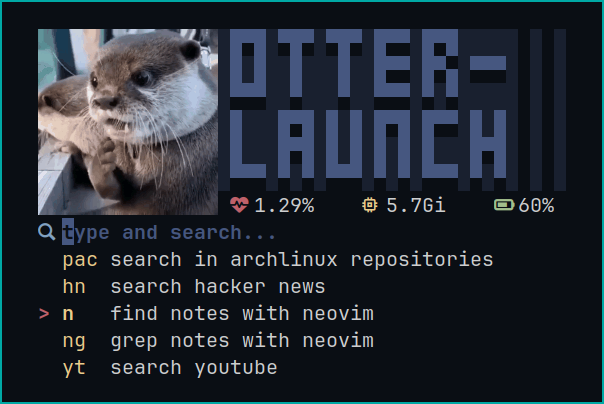 OTTER-
LAUNCH
1.29% 5.7Gi 60%
type and search...
pac search in archlinux repositories
hn search hacker news
> n find notes with neovim
ng grep notes with neovim
yt search youtube